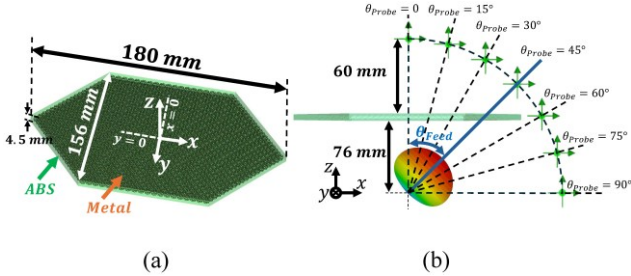 180 mm
156 mm
4.5 mm
z
x = 0
y = 0
x
y
ABS
Metal
(a)
θProbe = 0
θProbe = 15°
θProbe = 30°
θProbe = 45°
θProbe = 60°
θProbe = 75°
θProbe = 90°
60 mm
76 mm
θFeed
z
y
x
(b)